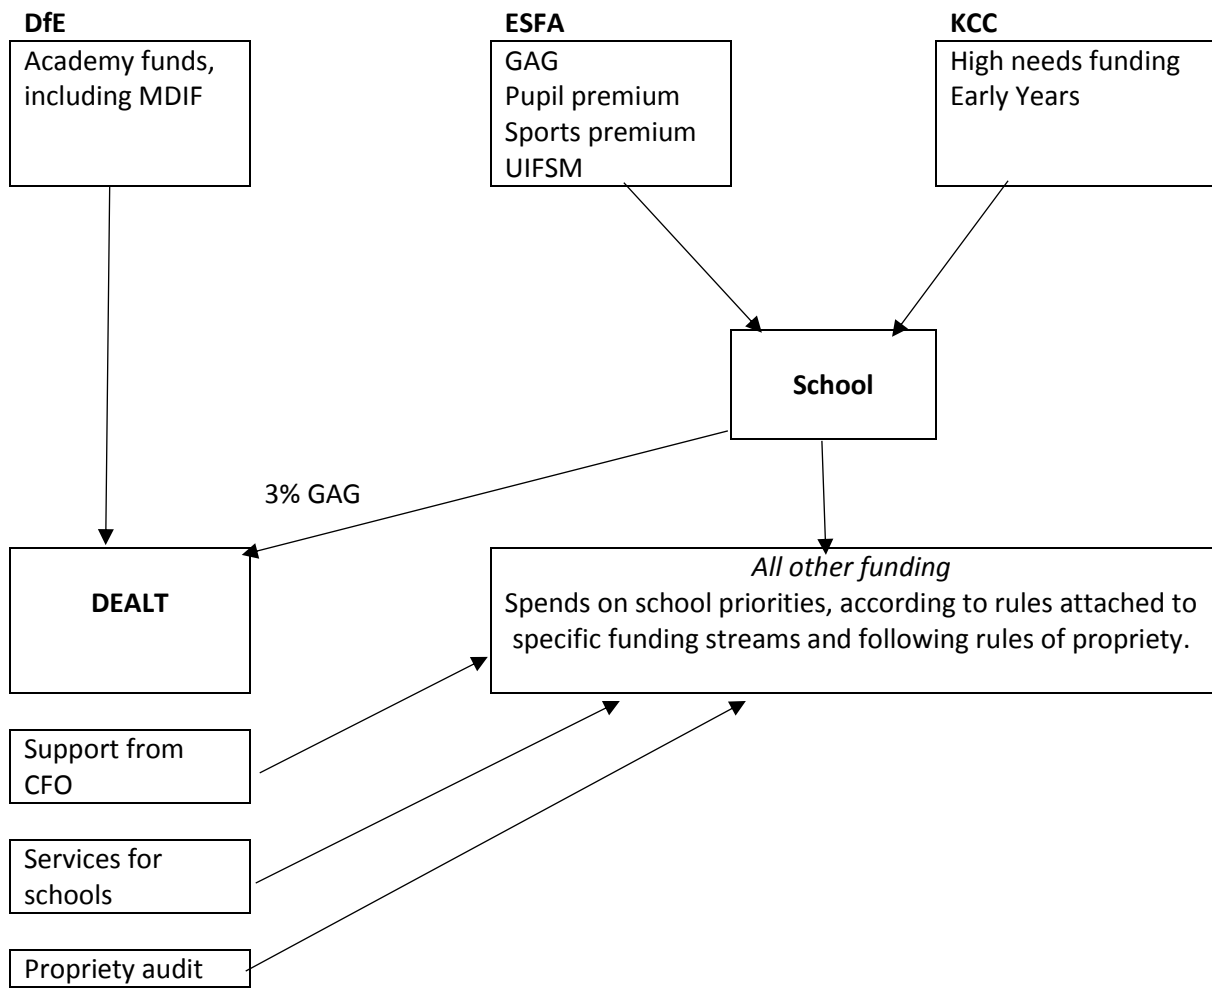 DfE
ESFA
KCC
Academy funds,
including MDIF
GAG
Pupil premium
Sports premium
UIFSM
High needs funding
Early Years
School
3% GAG
DEALT
All other funding
Spends on school priorities, according to rules attached to
specific funding streams and following rules of propriety.
Support from
CFO
Services for
schools
Propriety audit